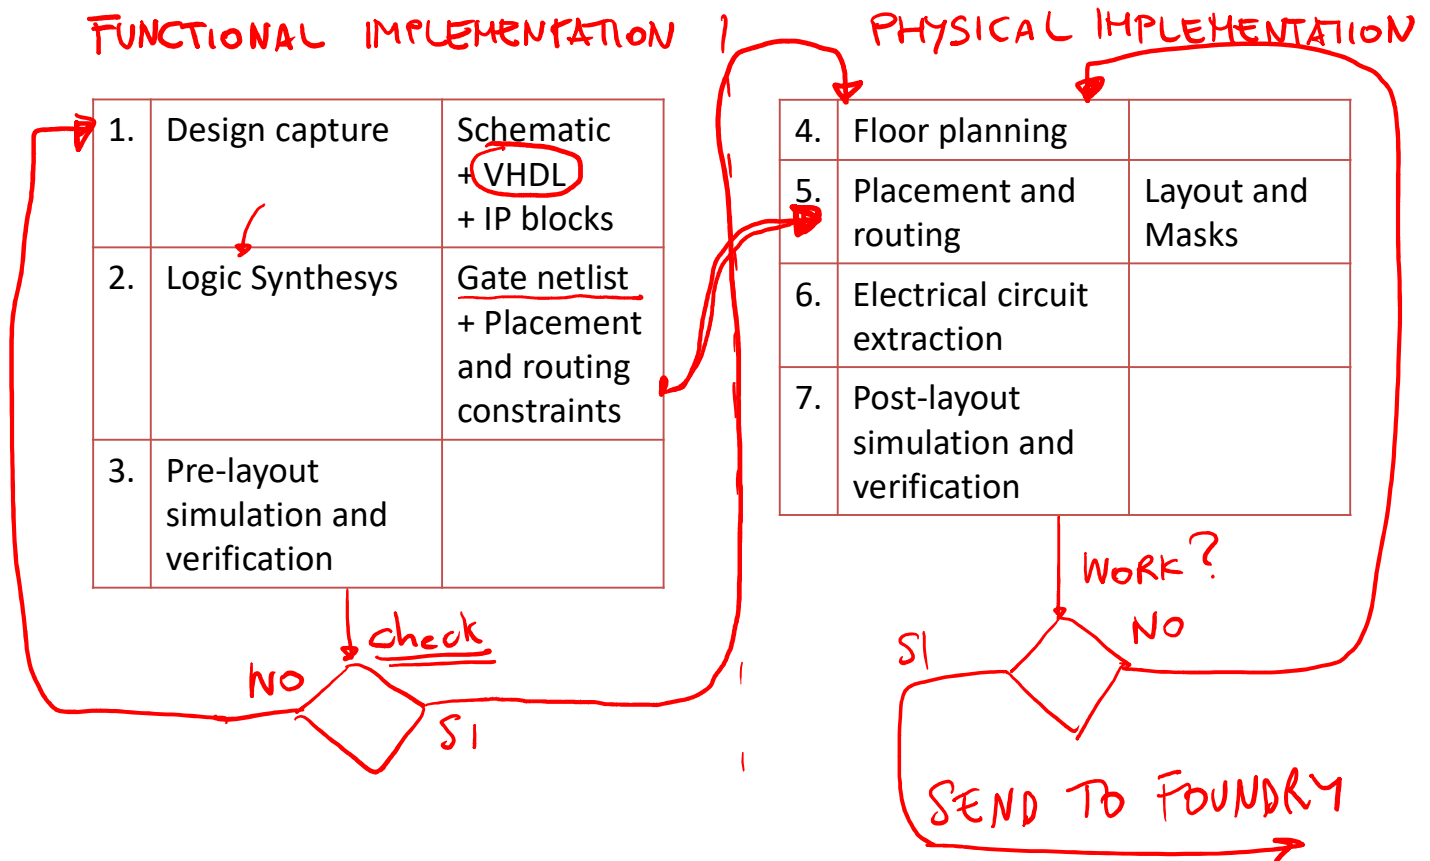 FUNCTIONAL IMPLEMENTATION
1. Design capture
Schematic
+ VHDL
+ IP blocks
2. Logic Synthesys
Gate netlist
+ Placement
and routing
constraints
3. Pre-layout
simulation and
verification
check
NO
SI
PHYSICAL IMPLEMENTATION
4. Floor planning
5. Placement and
routing
Layout and
Masks
6. Electrical circuit
extraction
7. Post-layout
simulation and
verification
WORK?
NO
SI
SEND TO FOUNDRY